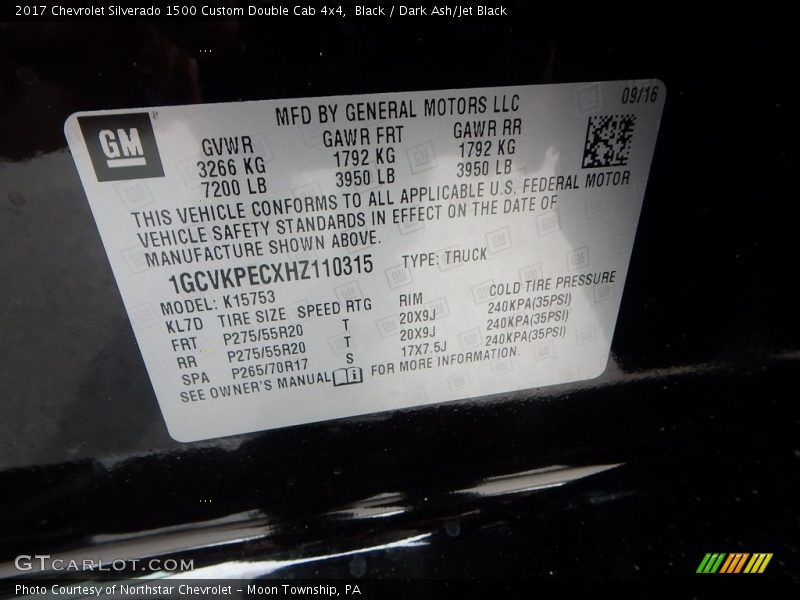 2017 Chevrolet Silverado 1500 Custom Double Cab 4x4,  Black / Dark Ash/Jet Black
09/16
MFD BY GENERAL MOTORS LLC
GM
GVWR GAWR FRT GAWR RR
3266 KG 1792 KG 1792 KG
7200 LB 3950 LB 3950 LB
THIS VEHICLE CONFORMS TO ALL APPLICABLE U.S. FEDERAL MOTOR
VEHICLE SAFETY STANDARDS IN EFFECT ON THE DATE OF
MANUFACTURE SHOWN ABOVE.
1GCVKPECXHZ110315 TYPE: TRUCK
MODEL: K15753
KL7D TIRE SIZE SPEED RTG RIM COLD TIRE PRESSURE
FRT P275/55R20 T 20X9J 240KPA(35PSI)
RR P275/55R20 T 20X9J 240KPA(35PSI)
SPA P265/70R17 S 17X7.5J 240KPA(35PSI)
SEE OWNER'S MANUAL FOR MORE INFORMATION.
GTCARLOT.COM
Photo Courtesy of Northstar Chevrolet – Moon Township, PA